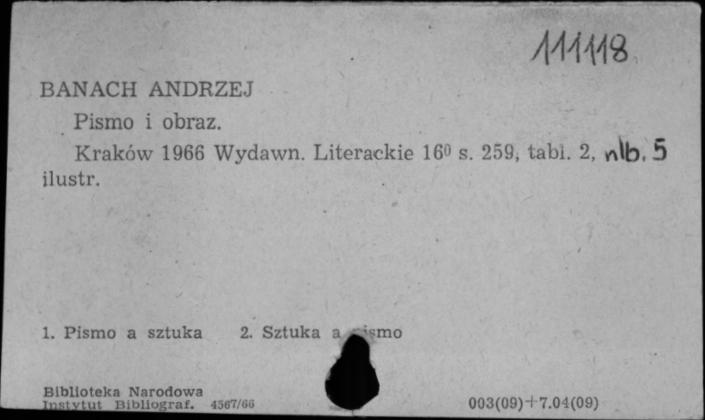 111118
BANACH ANDRZEJ
Pismo i obraz.
Kraków 1966 Wydawn. Literackie 16⁰ s. 259, tabl. 2, nlb. 5
ilustr.
1. Pismo a sztuka 2. Sztuka a pismo
Biblioteka Narodowa
Instytut Bibliograf. 4567/66
003(09)+7.04(09)